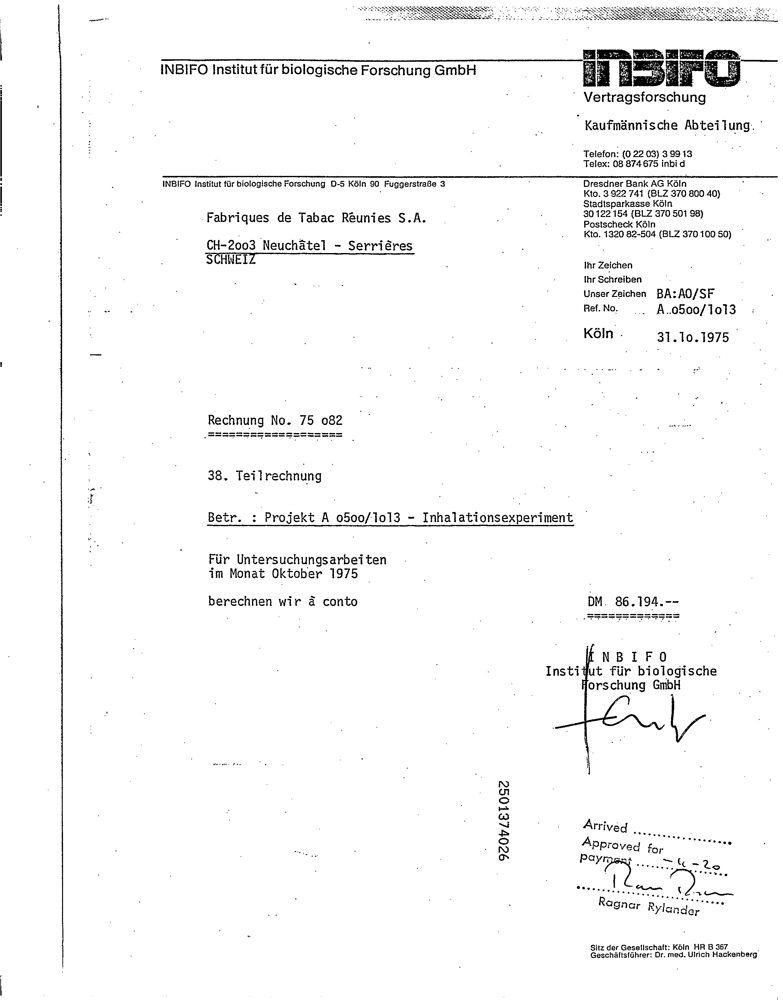 INBIFO Institut für biologische Forschung GmbH
INBIFO
Vertragsforschung
Kaufmännische Abteilung
Telefon: (0 22 03) 3 99 13
Telex: 08 874 675 inbi d
INBIFO Institut für biologische Forschung D-5 Köln 90 Fuggerstraße 3
Dresdner Bank AG Köln
Kto. 3 922 741 (BLZ 370 800 40)
Stadtsparkasse Köln
30 122 154 (BLZ 370 501 98)
Postscheck Köln
Kto. 1320 82-504 (BLZ 370 100 50)
Fabriques de Tabac Réunies S.A.
CH-2oo3 Neuchâtel - Serrières
SCHWEIZ
Ihr Zeichen
Ihr Schreiben
Unser Zeichen BA:AO/SF
Ref. No. A o5oo/1o13
Köln 31.1o.1975
Rechnung No. 75 o82
===================
38. Teilrechnung
Betr. : Projekt A o5oo/1o13 - Inhalationsexperiment
Für Untersuchungsarbeiten
im Monat Oktober 1975
berechnen wir à conto DM 86.194.--
=============
I N B I F O
Institut für biologische
Forschung GmbH
2501374026
Arrived ..................
Approved for
payment
Ragnar Rylander
Sitz der Gesellschaft: Köln HR B 367
Geschäftsführer: Dr. med. Ulrich Hackenberg